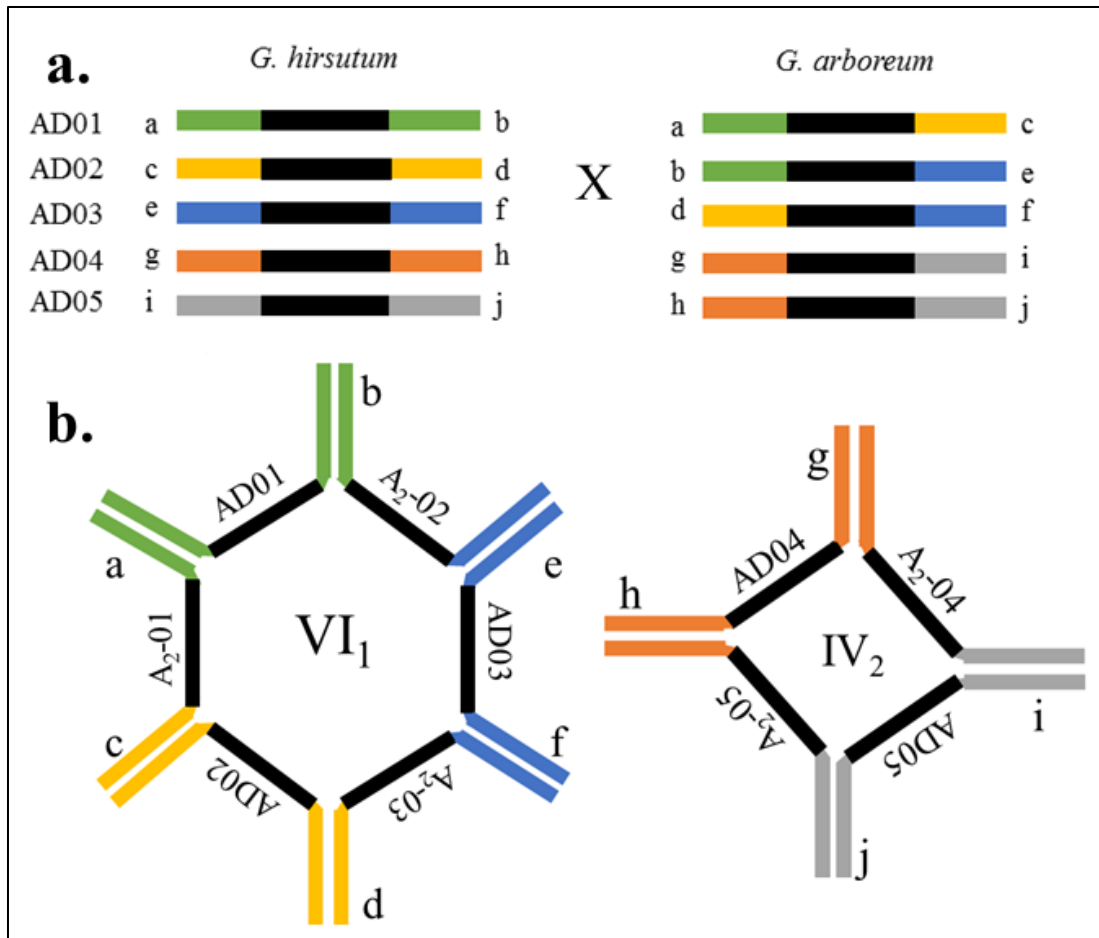 a.
G. hirsutum
G. arboreum
AD01 a b
AD02 c d
AD03 e f
AD04 g h
AD05 i j
X
a c
b e
d f
g i
h j
b.
b
AD01
A₂-02
a
e
A₂-01
VI₁
AD03
c
f
AD02
A₂-03
d
g
AD04
A₂-04
h
IV₂
A₂-05
AD05
i
j